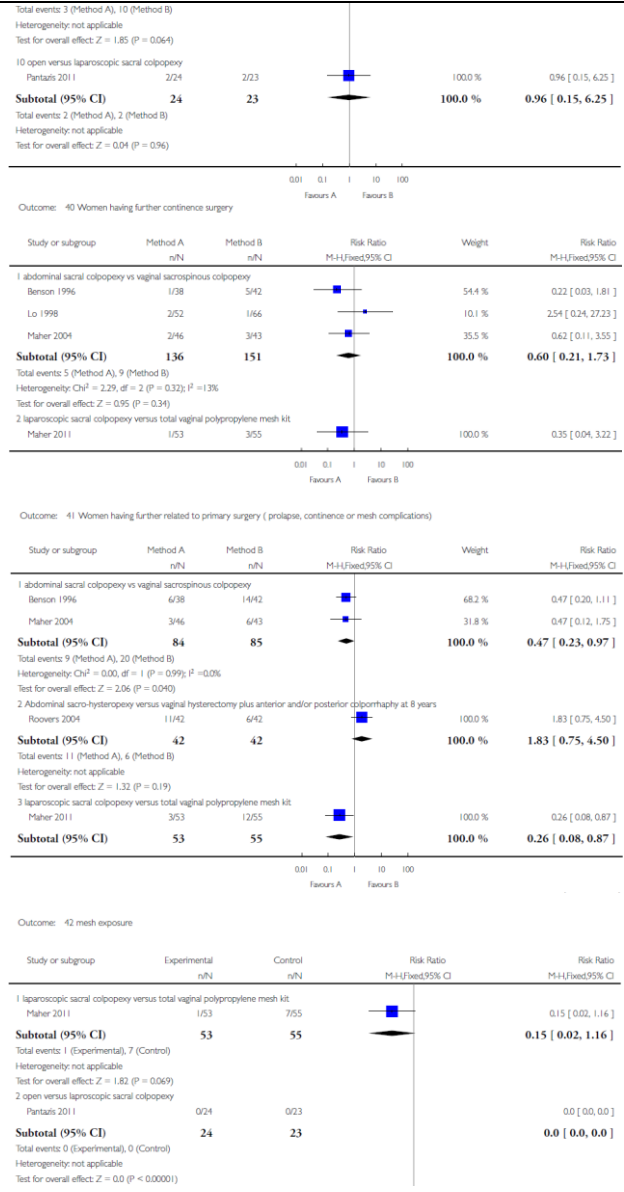 Total events: 3 (Method A), 10 (Method B)
Heterogeneity: not applicable
Test for overall effect: Z = 1.85 (P = 0.064)
10 open versus laparoscopic sacral colpopexy
Pantazis 2011 2/24 2/23 100.0 % 0.96 [ 0.15, 6.25 ]
Subtotal (95% CI) 24 23 100.0 % 0.96 [ 0.15, 6.25 ]
Total events: 2 (Method A), 2 (Method B)
Heterogeneity: not applicable
Test for overall effect: Z = 0.04 (P = 0.96)
0.01 0.1 1 10 100
Favours A Favours B
Outcome: 40 Women having further continence surgery
Study or subgroup Method A Method B Risk Ratio Weight Risk Ratio
n/N n/N M-H,Fixed,95% CI M-H,Fixed,95% CI
1 abdominal sacral colpopexy vs vaginal sacrospinous colpopexy
Benson 1996 1/38 5/42 54.4 % 0.22 [ 0.03, 1.81 ]
Lo 1998 2/52 1/66 10.1 % 2.54 [ 0.24, 27.23 ]
Maher 2004 2/46 3/43 35.5 % 0.62 [ 0.11, 3.55 ]
Subtotal (95% CI) 136 151 100.0 % 0.60 [ 0.21, 1.73 ]
Total events: 5 (Method A), 9 (Method B)
Heterogeneity: Chi² = 2.29, df = 2 (P = 0.32); I² =13%
Test for overall effect: Z = 0.95 (P = 0.34)
2 laparoscopic sacral colpopexy versus total vaginal polypropylene mesh kit
Maher 2011 1/53 3/55 100.0 % 0.35 [ 0.04, 3.22 ]
0.01 0.1 1 10 100
Favours A Favours B
Outcome: 41 Women having further related to primary surgery ( prolapse, continence or mesh complications)
Study or subgroup Method A Method B Risk Ratio Weight Risk Ratio
n/N n/N M-H,Fixed,95% CI M-H,Fixed,95% CI
1 abdominal sacral colpopexy vs vaginal sacrospinous colpopexy
Benson 1996 6/38 14/42 68.2 % 0.47 [ 0.20, 1.11 ]
Maher 2004 3/46 6/43 31.8 % 0.47 [ 0.12, 1.75 ]
Subtotal (95% CI) 84 85 100.0 % 0.47 [ 0.23, 0.97 ]
Total events: 9 (Method A), 20 (Method B)
Heterogeneity: Chi² = 0.00, df = 1 (P = 0.99); I² =0.0%
Test for overall effect: Z = 2.06 (P = 0.040)
2 Abdominal sacro-hysteropexy versus vaginal hysterectomy plus anterior and/or posterior colporrhaphy at 8 years
Roovers 2004 11/42 6/42 100.0 % 1.83 [ 0.75, 4.50 ]
Subtotal (95% CI) 42 42 100.0 % 1.83 [ 0.75, 4.50 ]
Total events: 11 (Method A), 6 (Method B)
Heterogeneity: not applicable
Test for overall effect: Z = 1.32 (P = 0.19)
3 laparoscopic sacral colpopexy versus total vaginal polypropylene mesh kit
Maher 2011 3/53 12/55 100.0 % 0.26 [ 0.08, 0.87 ]
Subtotal (95% CI) 53 55 100.0 % 0.26 [ 0.08, 0.87 ]
0.01 0.1 1 10 100
Favours A Favours B
Outcome: 42 mesh exposure
Study or subgroup Experimental Control Risk Ratio Risk Ratio
n/N n/N M-H,Fixed,95% CI M-H,Fixed,95% CI
1 laparoscopic sacral colpopexy versus total vaginal polypropylene mesh kit
Maher 2011 1/53 7/55 0.15 [ 0.02, 1.16 ]
Subtotal (95% CI) 53 55 0.15 [ 0.02, 1.16 ]
Total events: 1 (Experimental), 7 (Control)
Heterogeneity: not applicable
Test for overall effect: Z = 1.82 (P = 0.069)
2 open versus laproscopic sacral colpopexy
Pantazis 2011 0/24 0/23 0.0 [ 0.0, 0.0 ]
Subtotal (95% CI) 24 23 0.0 [ 0.0, 0.0 ]
Total events: 0 (Experimental), 0 (Control)
Heterogeneity: not applicable
Test for overall effect: Z = 0.0 (P < 0.00001)